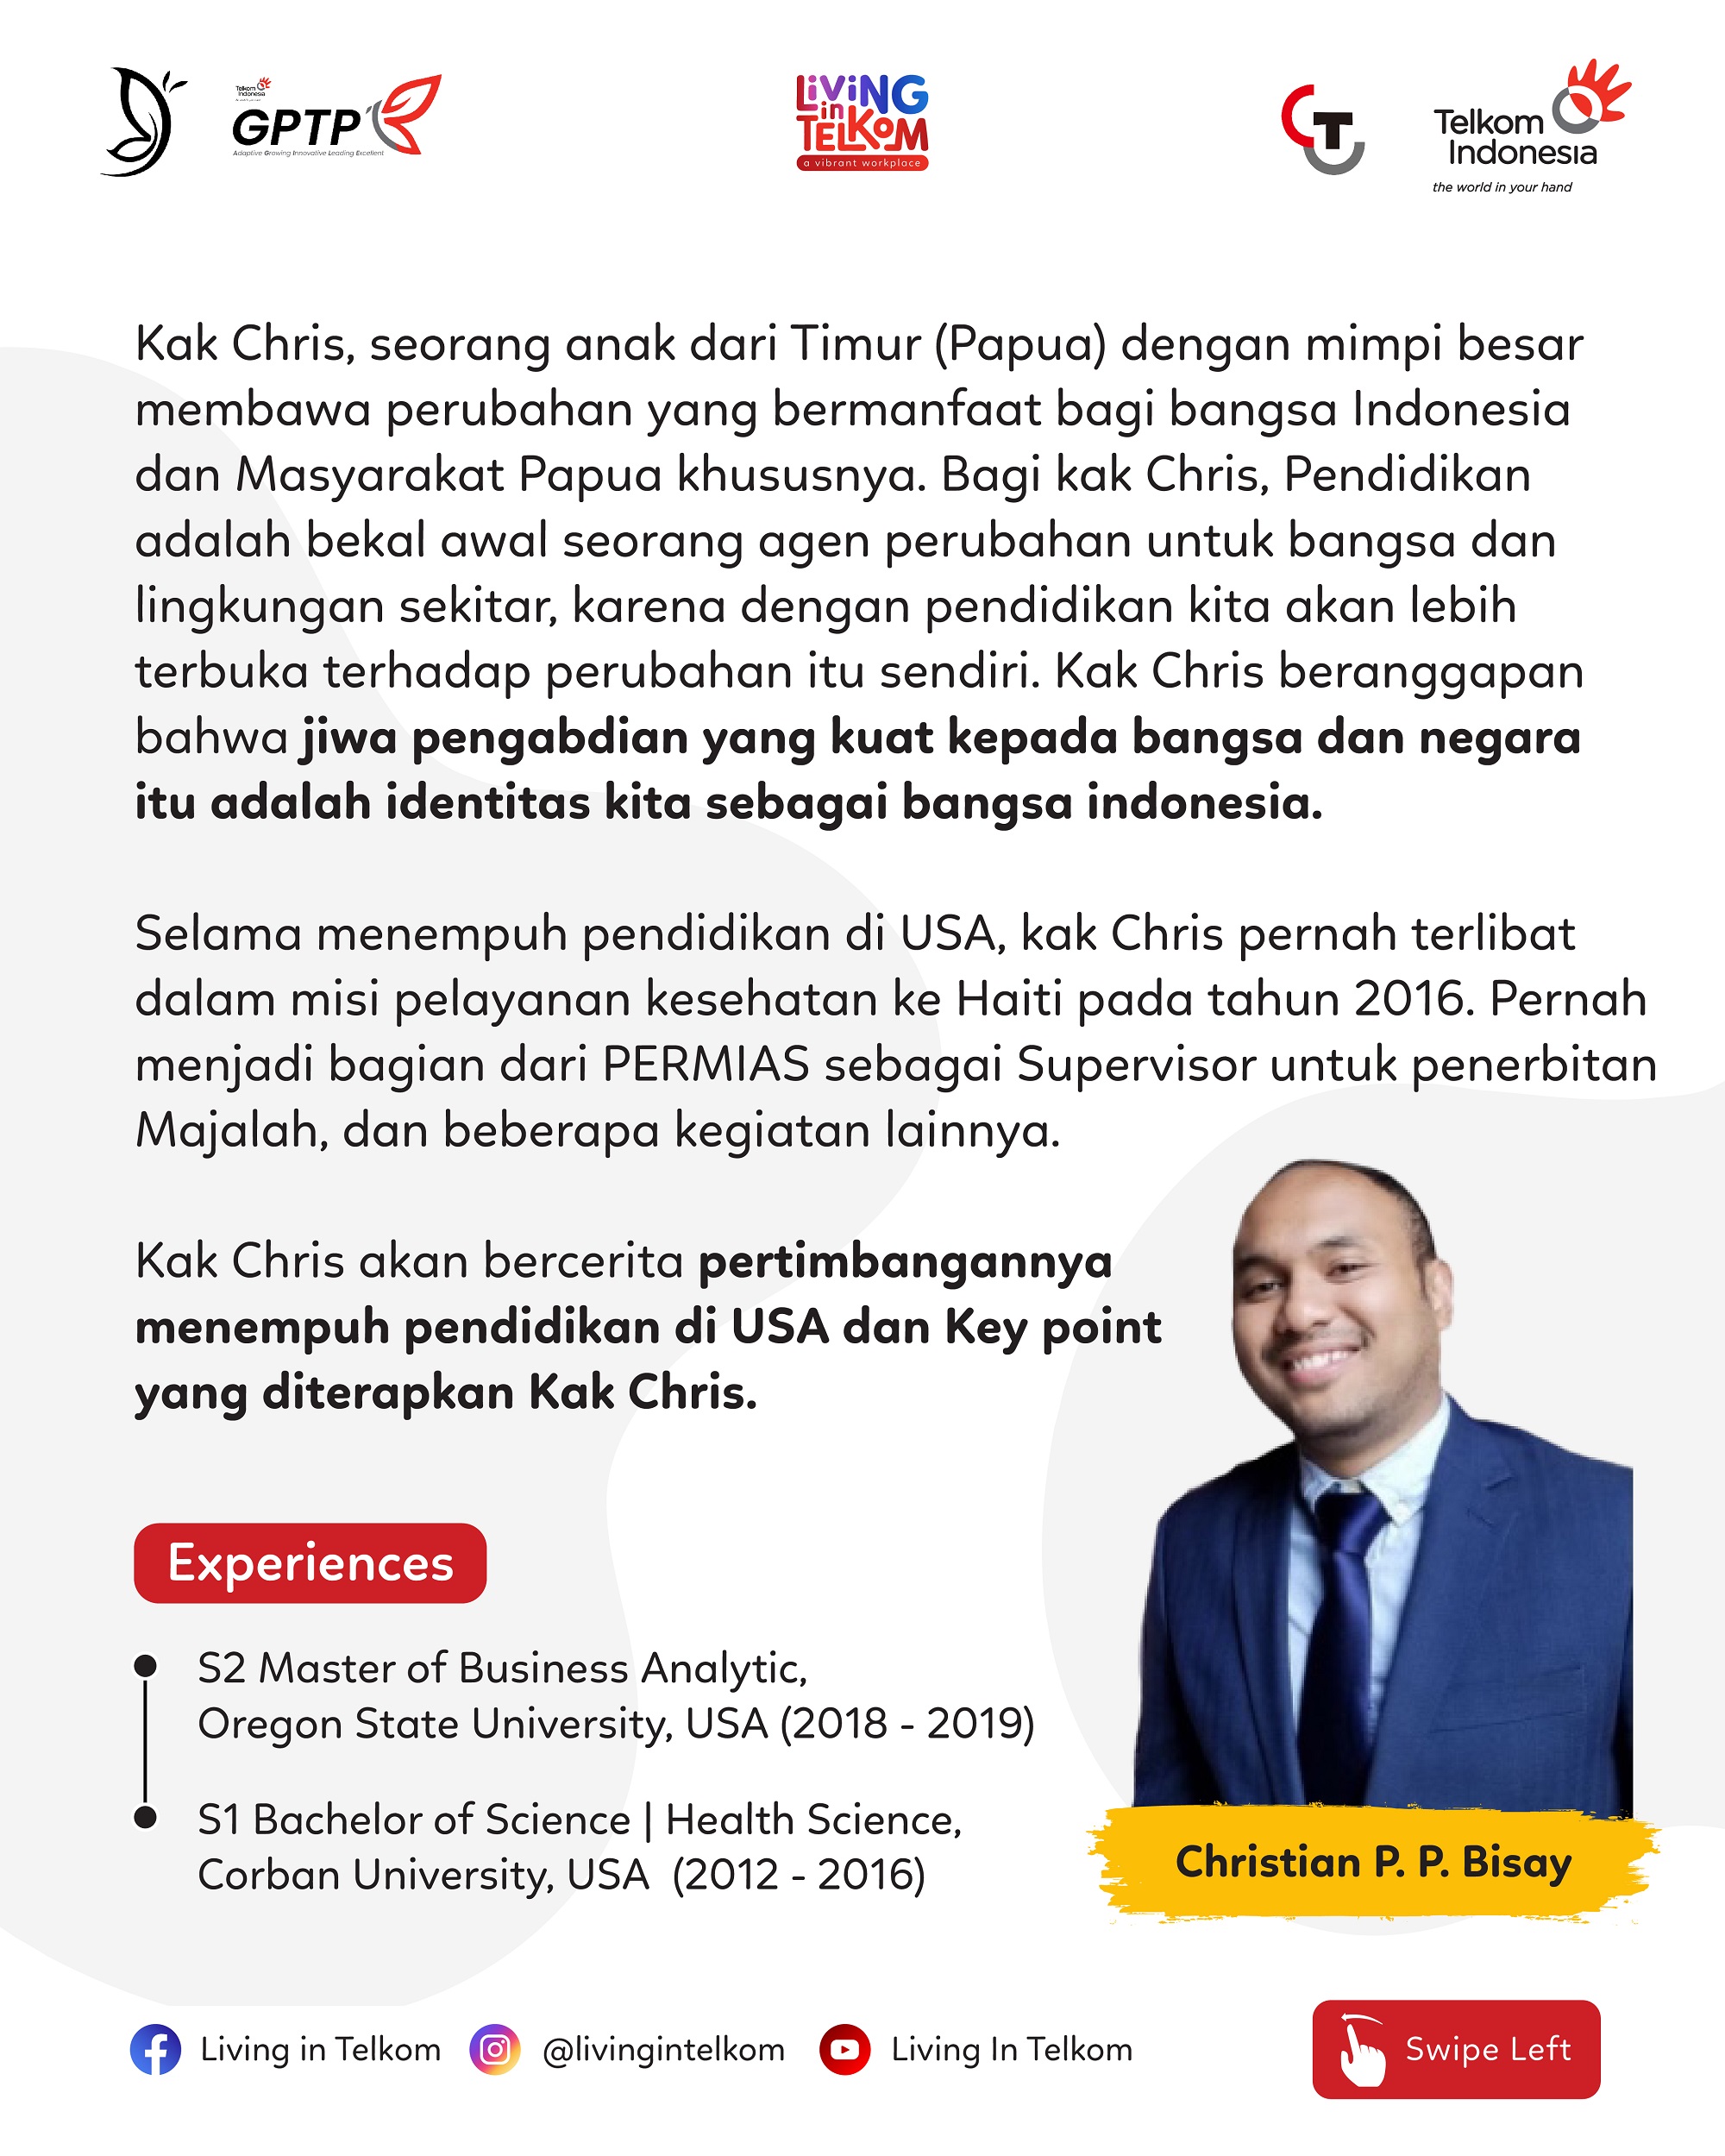 Telkom
Indonesia
GPTP
Adaptive Growing Innovative Leading Excellent
LiViNG
in
TELKOM
a vibrant workplace
CT
Telkom
Indonesia
the world in your hand
Kak Chris, seorang anak dari Timur (Papua) dengan mimpi besar
membawa perubahan yang bermanfaat bagi bangsa Indonesia
dan Masyarakat Papua khususnya. Bagi kak Chris, Pendidikan
adalah bekal awal seorang agen perubahan untuk bangsa dan
lingkungan sekitar, karena dengan pendidikan kita akan lebih
terbuka terhadap perubahan itu sendiri. Kak Chris beranggapan
bahwa jiwa pengabdian yang kuat kepada bangsa dan negara
itu adalah identitas kita sebagai bangsa indonesia.
Selama menempuh pendidikan di USA, kak Chris pernah terlibat
dalam misi pelayanan kesehatan ke Haiti pada tahun 2016. Pernah
menjadi bagian dari PERMIAS sebagai Supervisor untuk penerbitan
Majalah, dan beberapa kegiatan lainnya.
Kak Chris akan bercerita pertimbangannya
menempuh pendidikan di USA dan Key point
yang diterapkan Kak Chris.
Experiences
S2 Master of Business Analytic,
Oregon State University, USA (2018 - 2019)
S1 Bachelor of Science | Health Science,
Corban University, USA (2012 - 2016)
Christian P. P. Bisay
Living in Telkom
@livingintelkom
Living In Telkom
Swipe Left